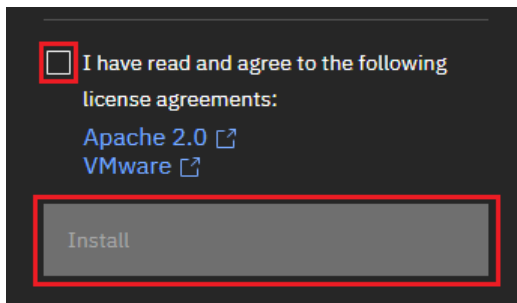 I have read and agree to the following
license agreements:
Apache 2.0
VMware
Install